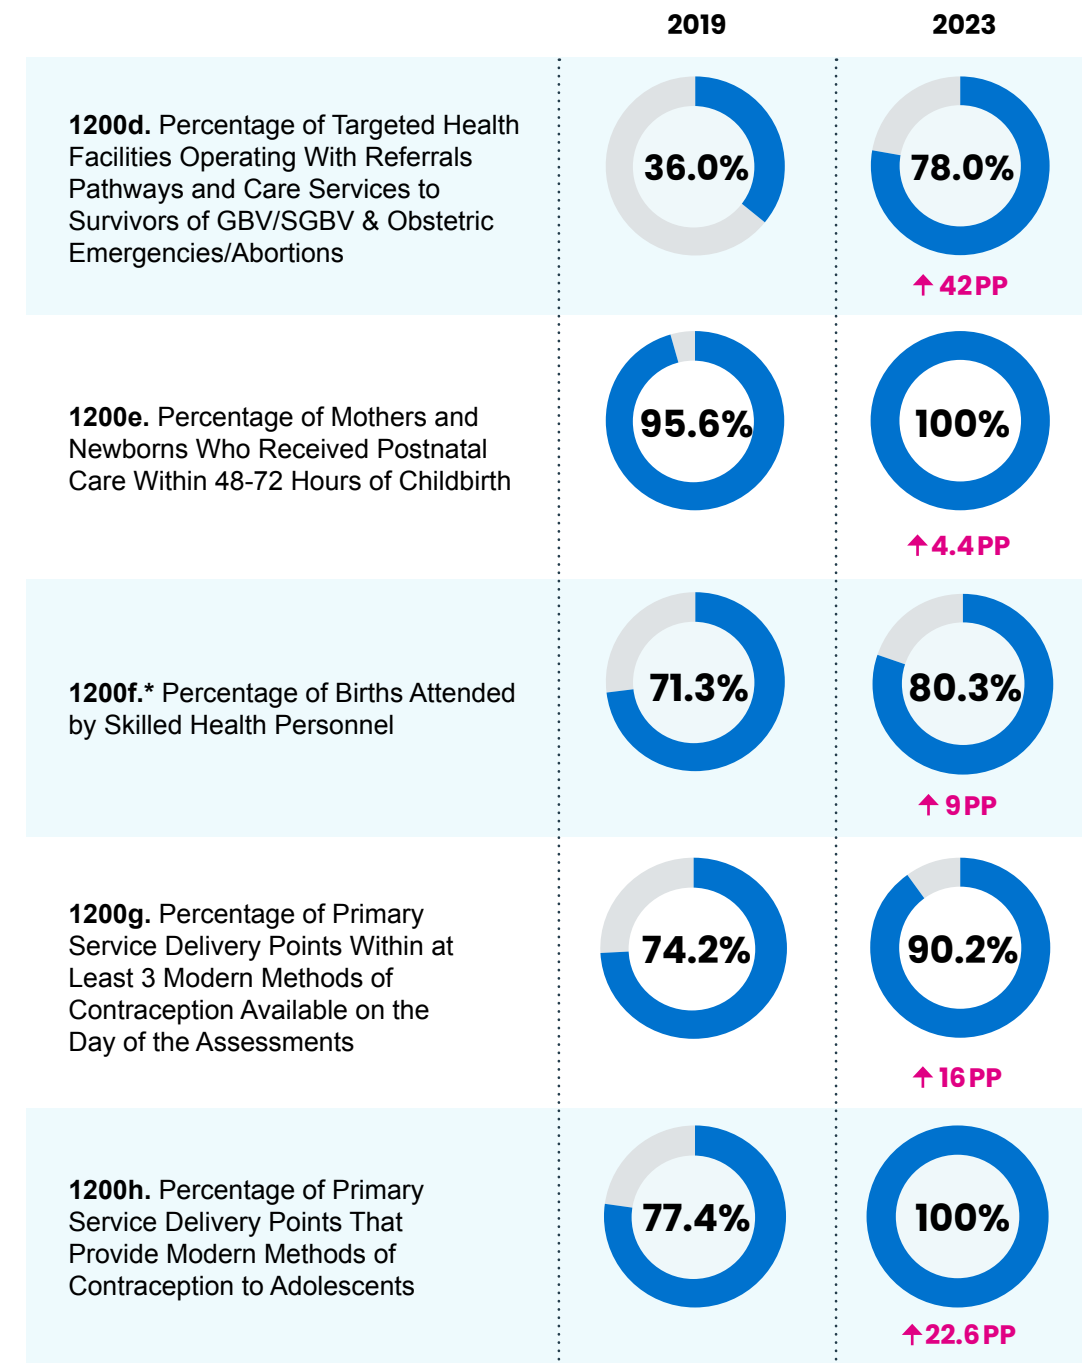 2019 2023
1200d. Percentage of Targeted Health
Facilities Operating With Referrals
Pathways and Care Services to
Survivors of GBV/SGBV & Obstetric
Emergencies/Abortions
36.0% 78.0%
↑ 42PP
1200e. Percentage of Mothers and
Newborns Who Received Postnatal
Care Within 48-72 Hours of Childbirth
95.6% 100%
↑ 4.4PP
1200f.* Percentage of Births Attended
by Skilled Health Personnel
71.3% 80.3%
↑ 9PP
1200g. Percentage of Primary
Service Delivery Points Within at
Least 3 Modern Methods of
Contraception Available on the
Day of the Assessments
74.2% 90.2%
↑ 16PP
1200h. Percentage of Primary
Service Delivery Points That
Provide Modern Methods of
Contraception to Adolescents
77.4% 100%
↑ 22.6PP